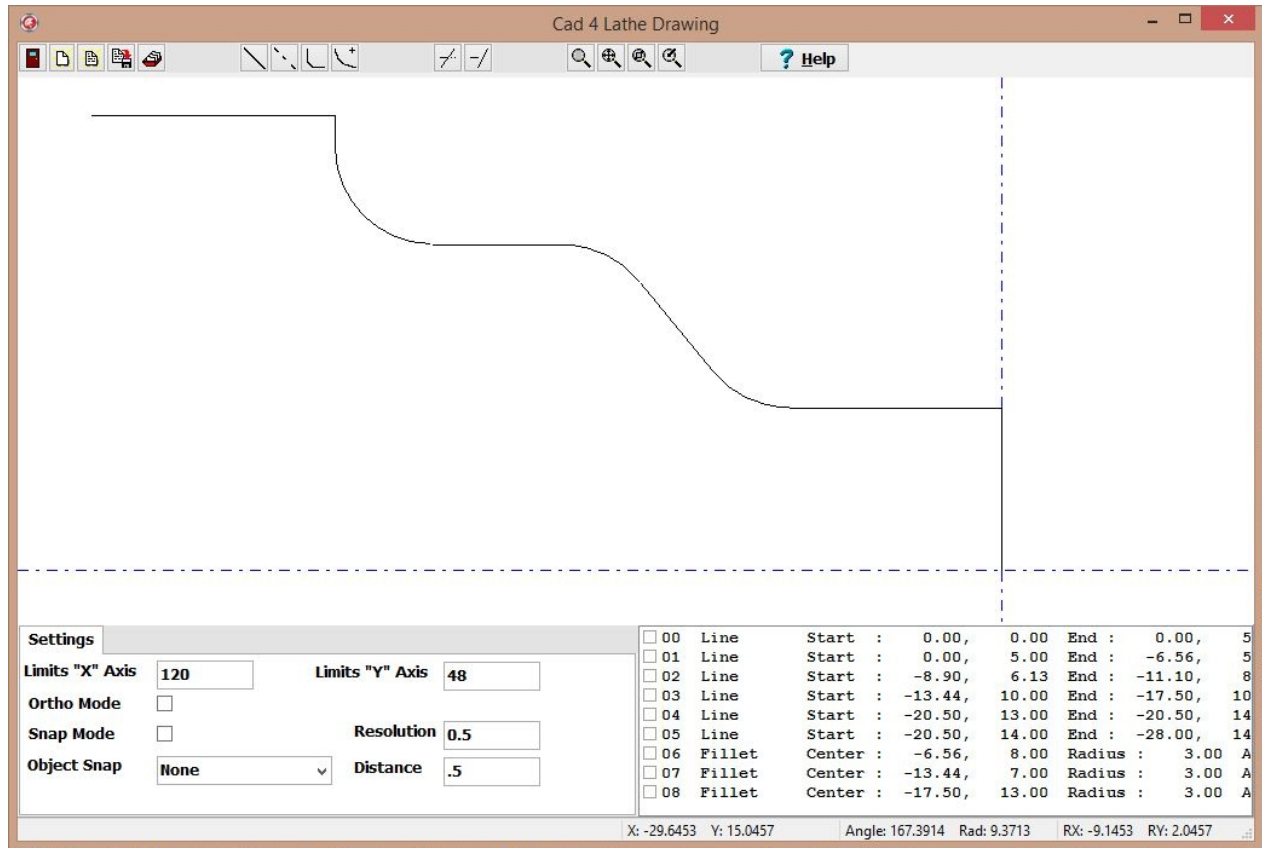 Cad 4 Lathe Drawing
? Help
Settings
Limits "X" Axis 120 Limits "Y" Axis 48
Ortho Mode
Snap Mode Resolution 0.5
Object Snap None Distance .5
00 Line Start : 0.00, 0.00 End : 0.00, 5
01 Line Start : 0.00, 5.00 End : -6.56, 5
02 Line Start : -8.90, 6.13 End : -11.10, 8
03 Line Start : -13.44, 10.00 End : -17.50, 10
04 Line Start : -20.50, 13.00 End : -20.50, 14
05 Line Start : -20.50, 14.00 End : -28.00, 14
06 Fillet Center : -6.56, 8.00 Radius : 3.00 A
07 Fillet Center : -13.44, 7.00 Radius : 3.00 A
08 Fillet Center : -17.50, 13.00 Radius : 3.00 A
X: -29.6453 Y: 15.0457 Angle: 167.3914 Rad: 9.3713 RX: -9.1453 RY: 2.0457